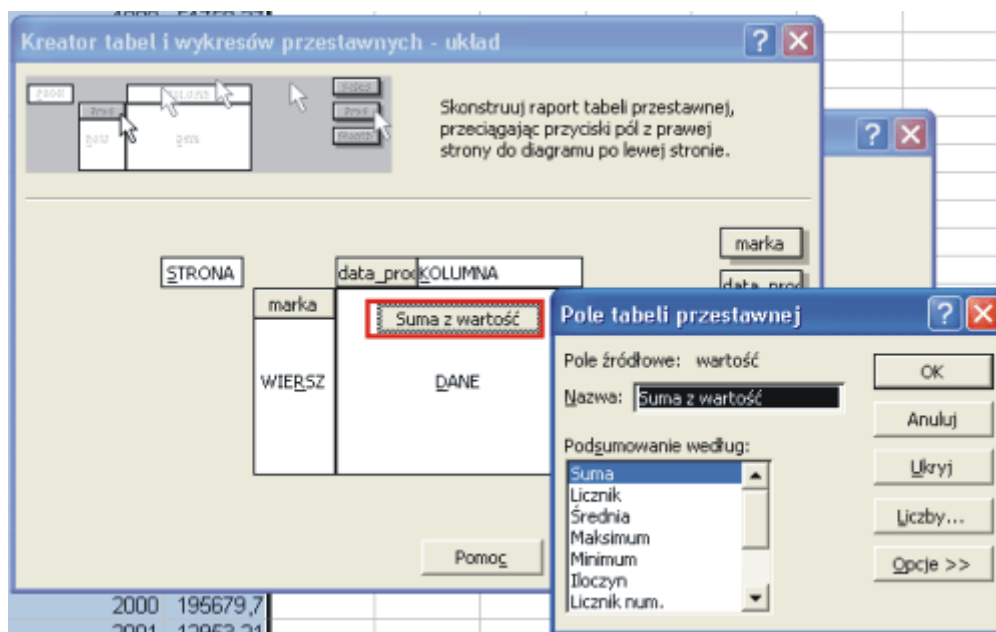 Kreator tabel i wykresów przestawnych - układ
Skonstruuj raport tabeli przestawnej,
przeciągając przyciski pól z prawej
strony do diagramu po lewej stronie.
marka
STRONA
data_prod
KOLUMNA
marka
Suma z wartość
WIERSZ
DANE
Pomoc
Pole tabeli przestawnej
Pole źródłowe: wartość
OK
Nazwa: Suma z wartość
Anuluj
Podsumowanie według:
Suma
Licznik
Średnia
Maksimum
Minimum
Iloczyn
Licznik num.
Ukryj
Liczby...
Opcje >>
2000 195679,7